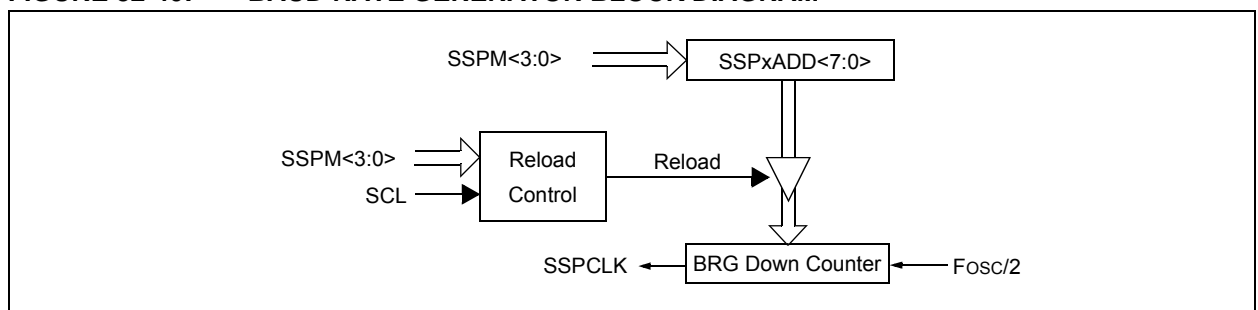 SSPM<3:0>
SSPxADD<7:0>
SSPM<3:0>
Reload
Control
Reload
SCL
SSPCLK
BRG Down Counter
FOSC/2